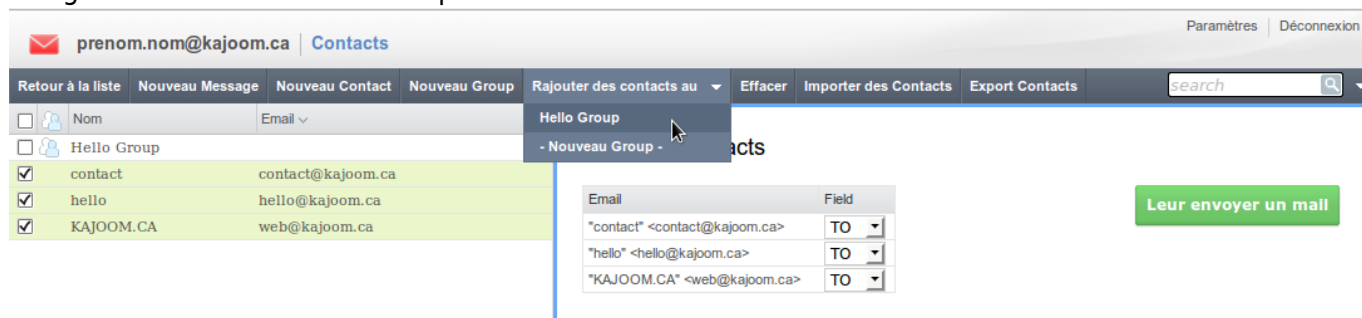 prenom.nom@kajoom.ca Contacts
Paramètres Déconnexion
Retour à la liste Nouveau Message Nouveau Contact Nouveau Group Rajouter des contacts au Effacer Importer des Contacts Export Contacts search
Nom Email
Hello Group
- Nouveau Group -
Hello Group
acts
contact contact@kajoom.ca
hello hello@kajoom.ca
KAJOOM.CA web@kajoom.ca
Email Field
"contact" <contact@kajoom.ca> TO
"hello" <hello@kajoom.ca> TO
"KAJOOM.CA" <web@kajoom.ca> TO
Leur envoyer un mail